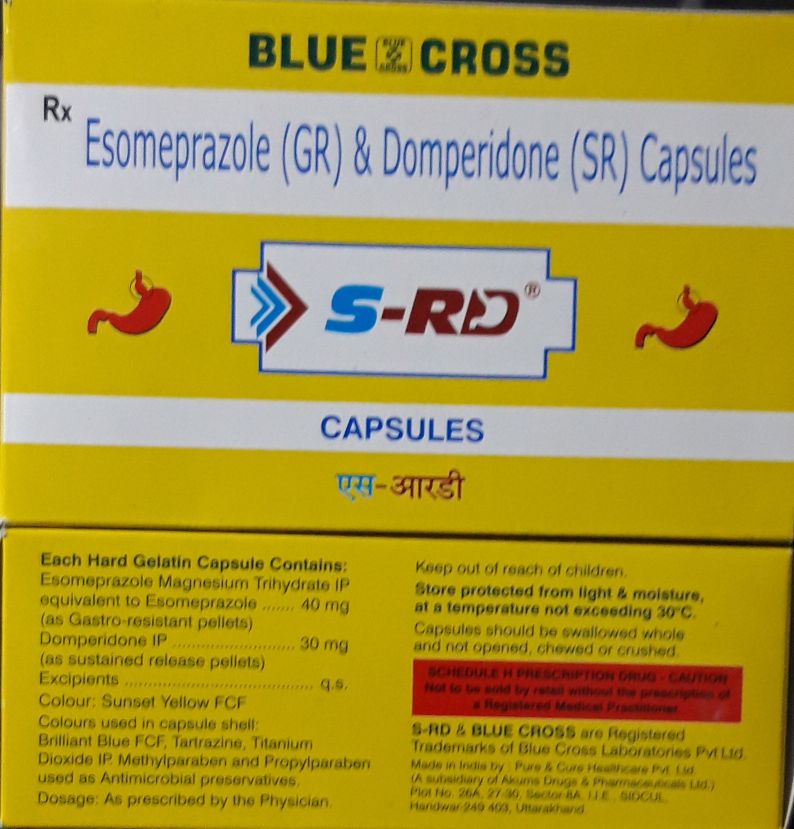 BLUE BLUE CROSS CROSS
Rx
Esomeprazole (GR) & Domperidone (SR) Capsules
S-RD®
CAPSULES
एस-आरडी
Each Hard Gelatin Capsule Contains:
Esomeprazole Magnesium Trihydrate IP
equivalent to Esomeprazole ....... 40 mg
(as Gastro-resistant pellets)
Domperidone IP .......................... 30 mg
(as sustained release pellets)
Excipients ........................................ q.s.
Colour: Sunset Yellow FCF
Colours used in capsule shell:
Brilliant Blue FCF, Tartrazine, Titanium
Dioxide IP. Methylparaben and Propylparaben
used as Antimicrobial preservatives.
Dosage: As prescribed by the Physician.
Keep out of reach of children.
Store protected from light & moisture,
at a temperature not exceeding 30°C.
Capsules should be swallowed whole
and not opened, chewed or crushed.
SCHEDULE H PRESCRIPTION DRUG - CAUTION
Not to be sold by retail without the prescription of
a Registered Medical Practitioner
S-RD & BLUE CROSS are Registered
Trademarks of Blue Cross Laboratories Pvt Ltd.
Made in India by : Pure & Cure Healthcare Pvt. Ltd.
(A subsidiary of Akums Drugs & Pharmaceuticals Ltd.)
Plot No. 26A, 27-30, Sector-8A, I.I.E., SIDCUL,
Haridwar-249 403, Uttarakhand.